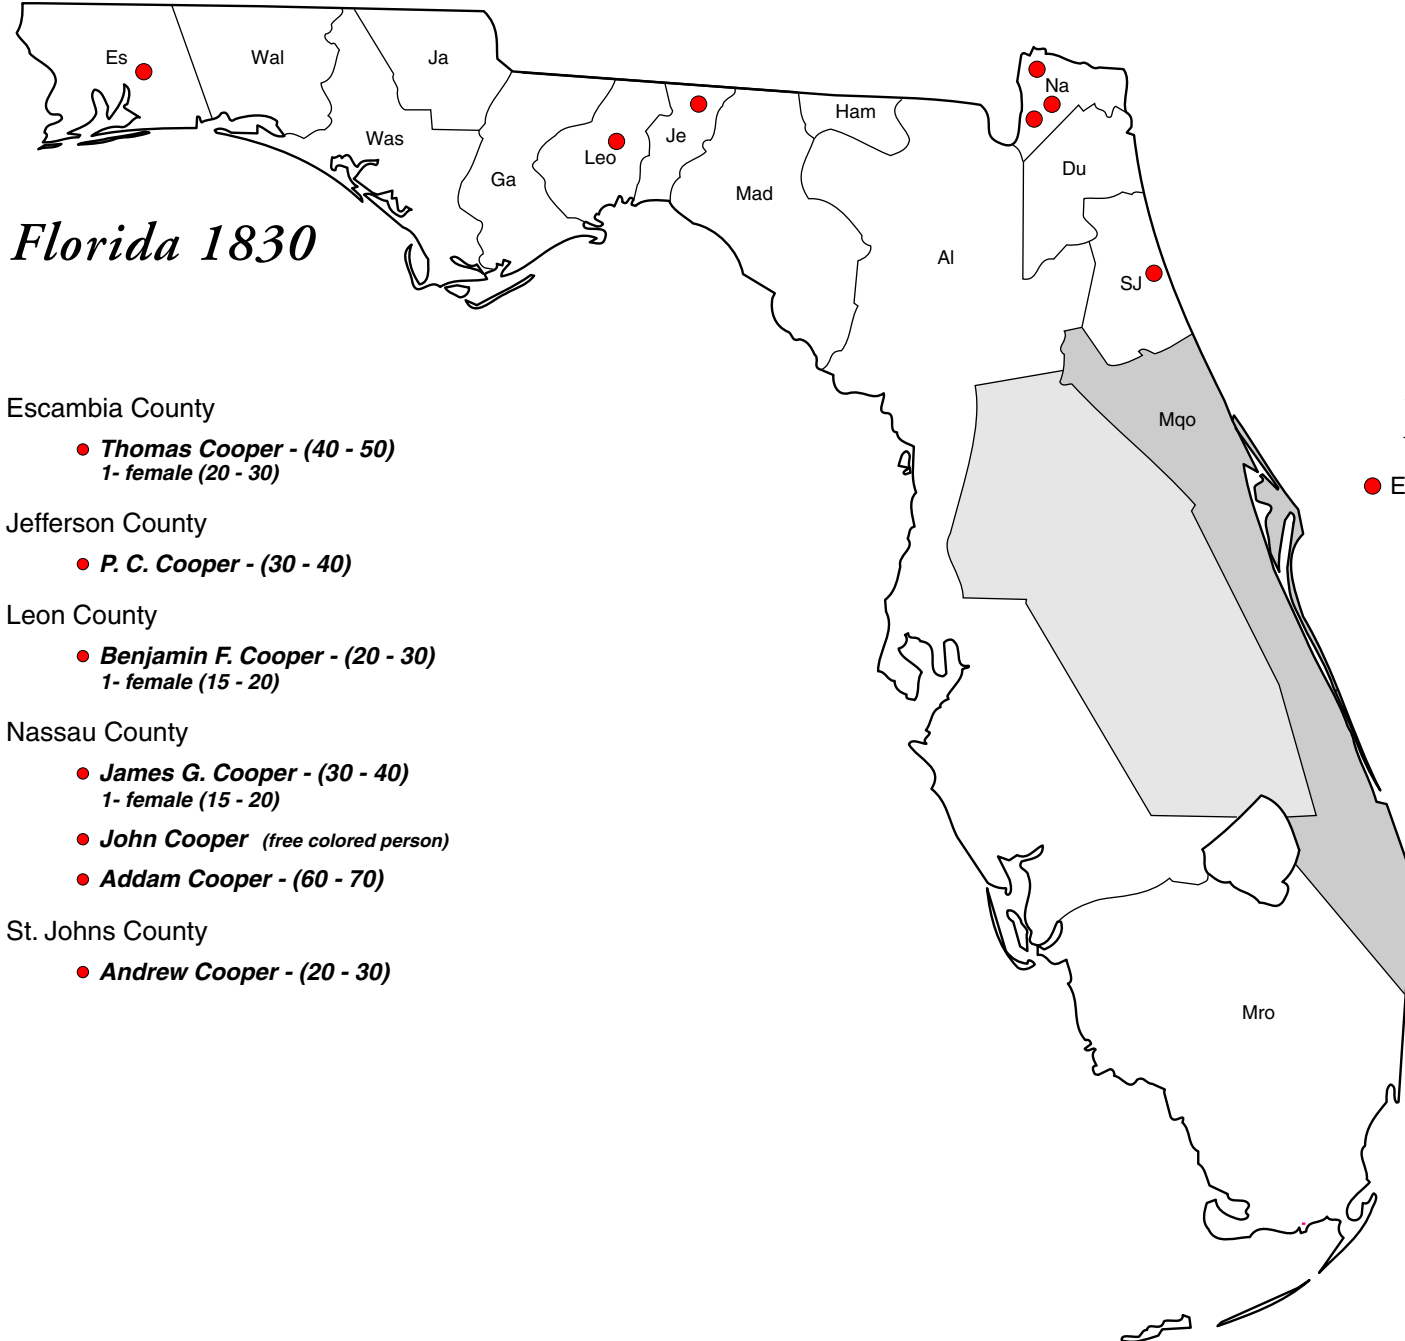 Es
Wal
Ja
Was
Ga
Leo
Je
Mad
Ham
Al
Na
Du
SJ
Mqo
Mro
Florida 1830
Escambia County
Thomas Cooper - (40 - 50)
1- female (20 - 30)
Jefferson County
P. C. Cooper - (30 - 40)
Leon County
Benjamin F. Cooper - (20 - 30)
1- female (15 - 20)
Nassau County
James G. Cooper - (30 - 40)
1- female (15 - 20)
John Cooper (free colored person)
Addam Cooper - (60 - 70)
St. Johns County
Andrew Cooper - (20 - 30)
E